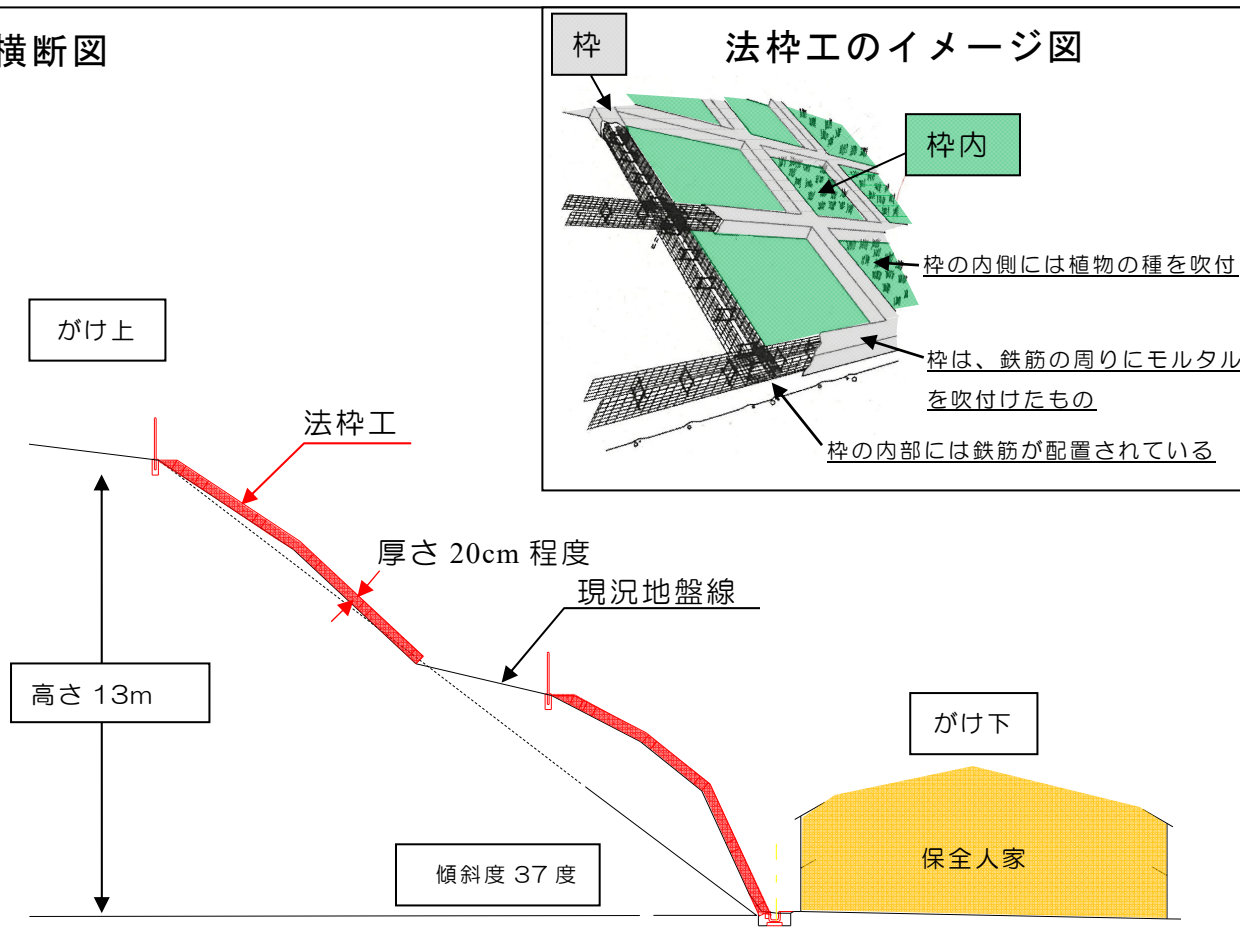 横断図
法枠工のイメージ図
枠
枠内
枠の内側には植物の種を吹付
枠は、鉄筋の周りにモルタル
を吹付けたもの
枠の内部には鉄筋が配置されている
がけ上
法枠工
厚さ 20cm 程度
現況地盤線
高さ 13m
がけ下
傾斜度 37 度
保全人家